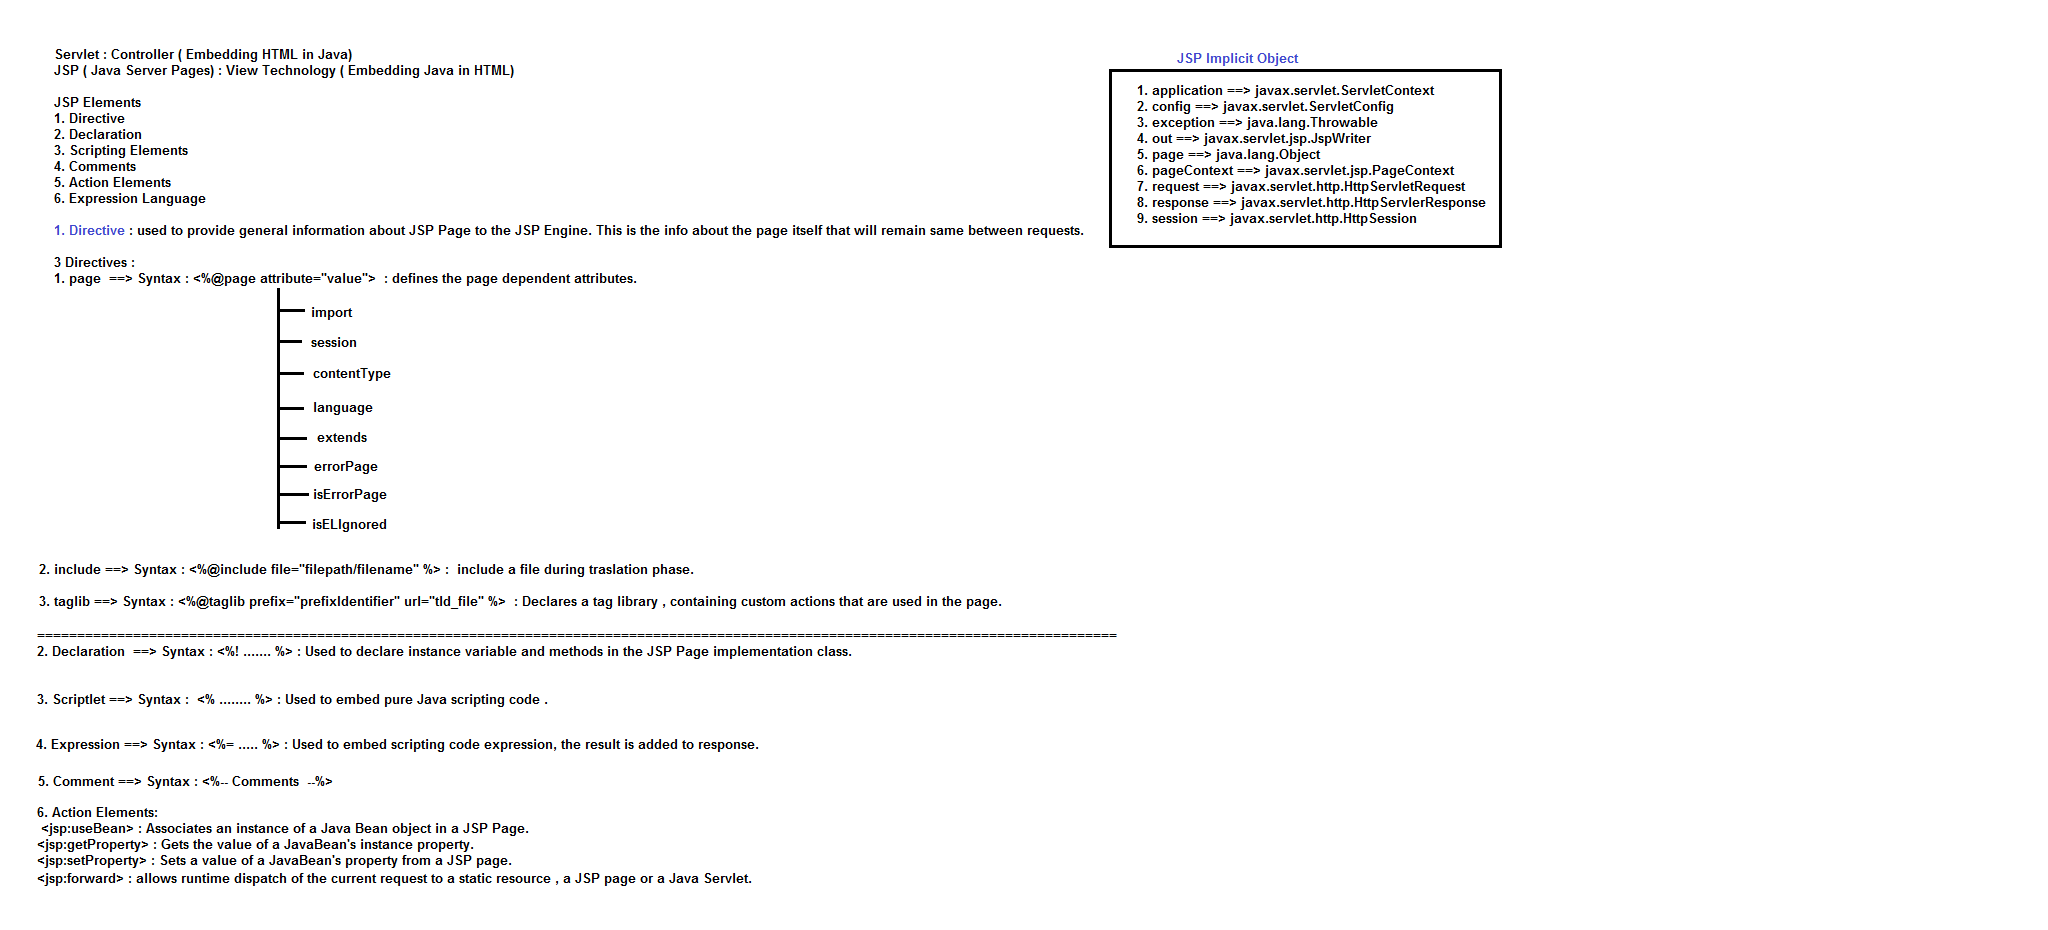 Servlet : Controller ( Embedding HTML in Java)
JSP ( Java Server Pages) : View Technology ( Embedding Java in HTML)
JSP Elements
1. Directive
2. Declaration
3. Scripting Elements
4. Comments
5. Action Elements
6. Expression Language
JSP Implicit Object
1. application ==> javax.servlet.ServletContext
2. config ==> javax.servlet.ServletConfig
3. exception ==> java.lang.Throwable
4. out ==> javax.servlet.jsp.JspWriter
5. page ==> java.lang.Object
6. pageContext ==> javax.servlet.jsp.PageContext
7. request ==> javax.servlet.http.HttpServletRequest
8. response ==> javax.servlet.http.HttpServlerResponse
9. session ==> javax.servlet.http.HttpSession
1. Directive : used to provide general information about JSP Page to the JSP Engine. This is the info about the page itself that will remain same between requests.
3 Directives :
1. page ==> Syntax : <%@page attribute="value"> : defines the page dependent attributes.
import
session
contentType
language
extends
errorPage
isErrorPage
isELIgnored
2. include ==> Syntax : <%@include file="filepath/filename" %> : include a file during traslation phase.
3. taglib ==> Syntax : <%@taglib prefix="prefixIdentifier" url="tld_file" %> : Declares a tag library , containing custom actions that are used in the page.
=======================================================================================================================================
2. Declaration ==> Syntax : <%! ....... %> : Used to declare instance variable and methods in the JSP Page implementation class.
3. Scriptlet ==> Syntax : <% ........ %> : Used to embed pure Java scripting code .
4. Expression ==> Syntax : <%= ..... %> : Used to embed scripting code expression, the result is added to response.
5. Comment ==> Syntax : <%-- Comments --%>
6. Action Elements:
<jsp:useBean> : Associates an instance of a Java Bean object in a JSP Page.
<jsp:getProperty> : Gets the value of a JavaBean's instance property.
<jsp:setProperty> : Sets a value of a JavaBean's property from a JSP page.
<jsp:forward> : allows runtime dispatch of the current request to a static resource , a JSP page or a Java Servlet.